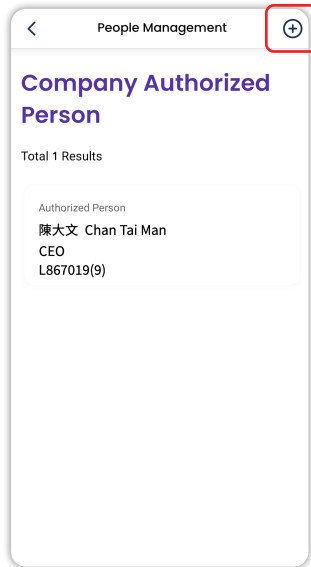 People Management
Company Authorized
Person
Total 1 Results
Authorized Person
陳大文 Chan Tai Man
CEO
L867019(9)